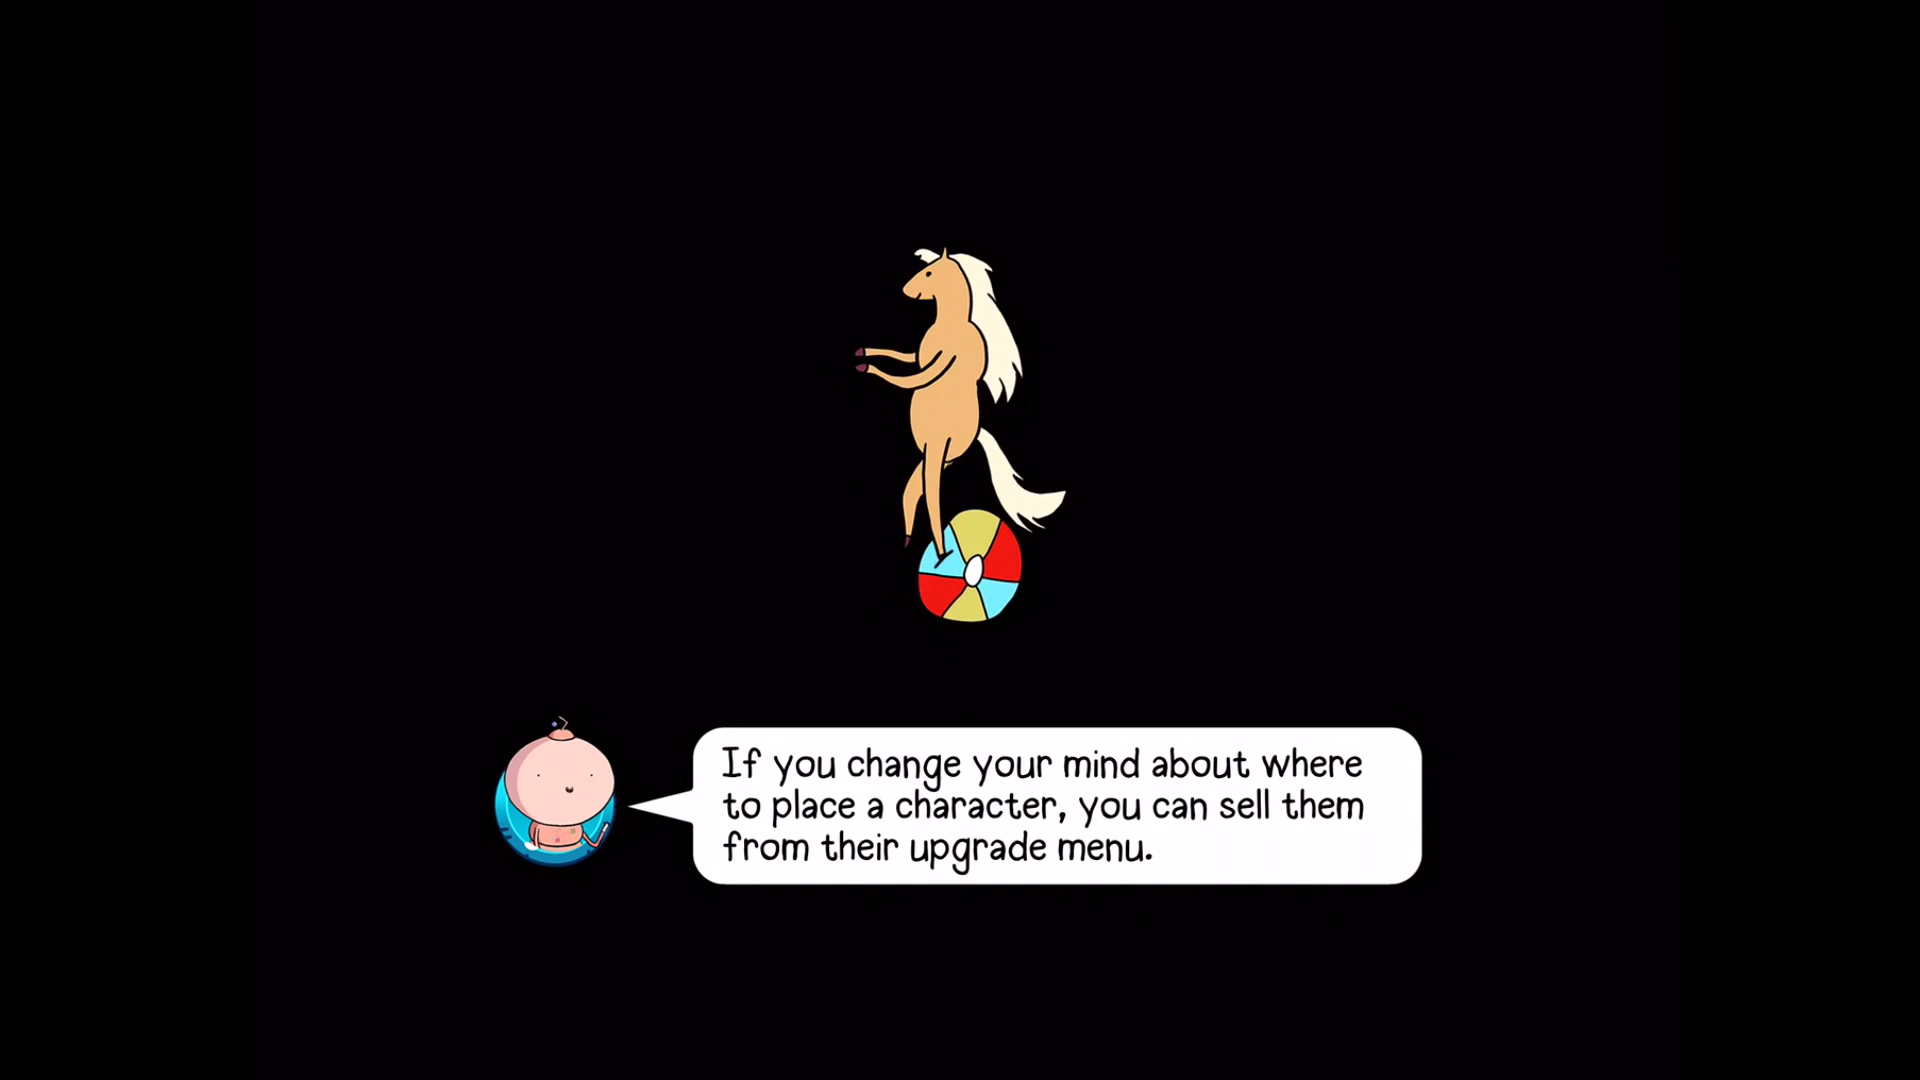 If you change your mind about where
to place a character, you can sell them
from their upgrade menu.